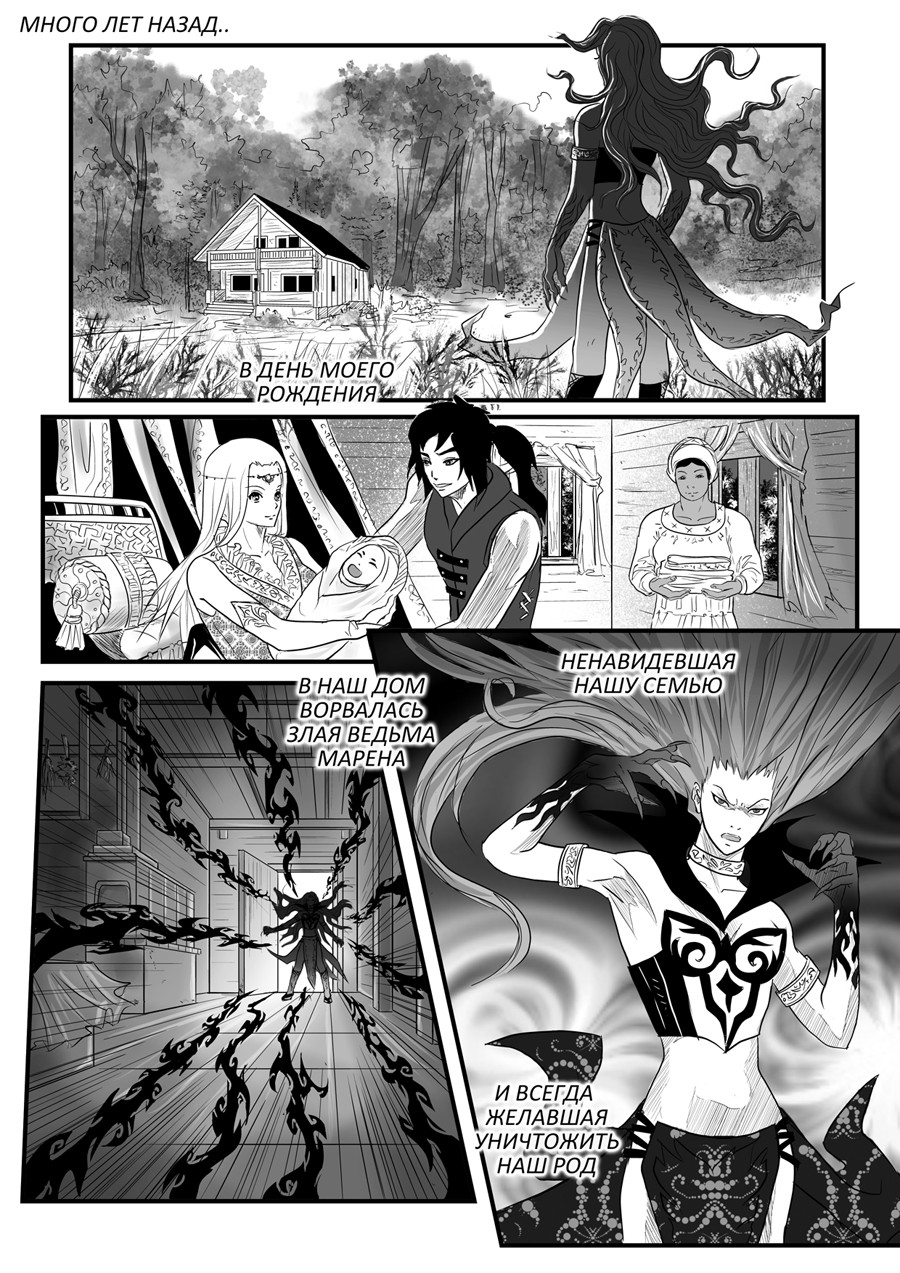 МНОГО ЛЕТ НАЗАД..
В ДЕНЬ МОЕГО
РОЖДЕНИЯ
В НАШ ДОМ
ВОРВАЛАСЬ
ЗЛАЯ ВЕДЬМА
МАРЕНА
НЕНАВИДЕВШАЯ
НАШУ СЕМЬЮ
И ВСЕГДА
ЖЕЛАВШАЯ
УНИЧТОЖИТЬ
НАШ РОД